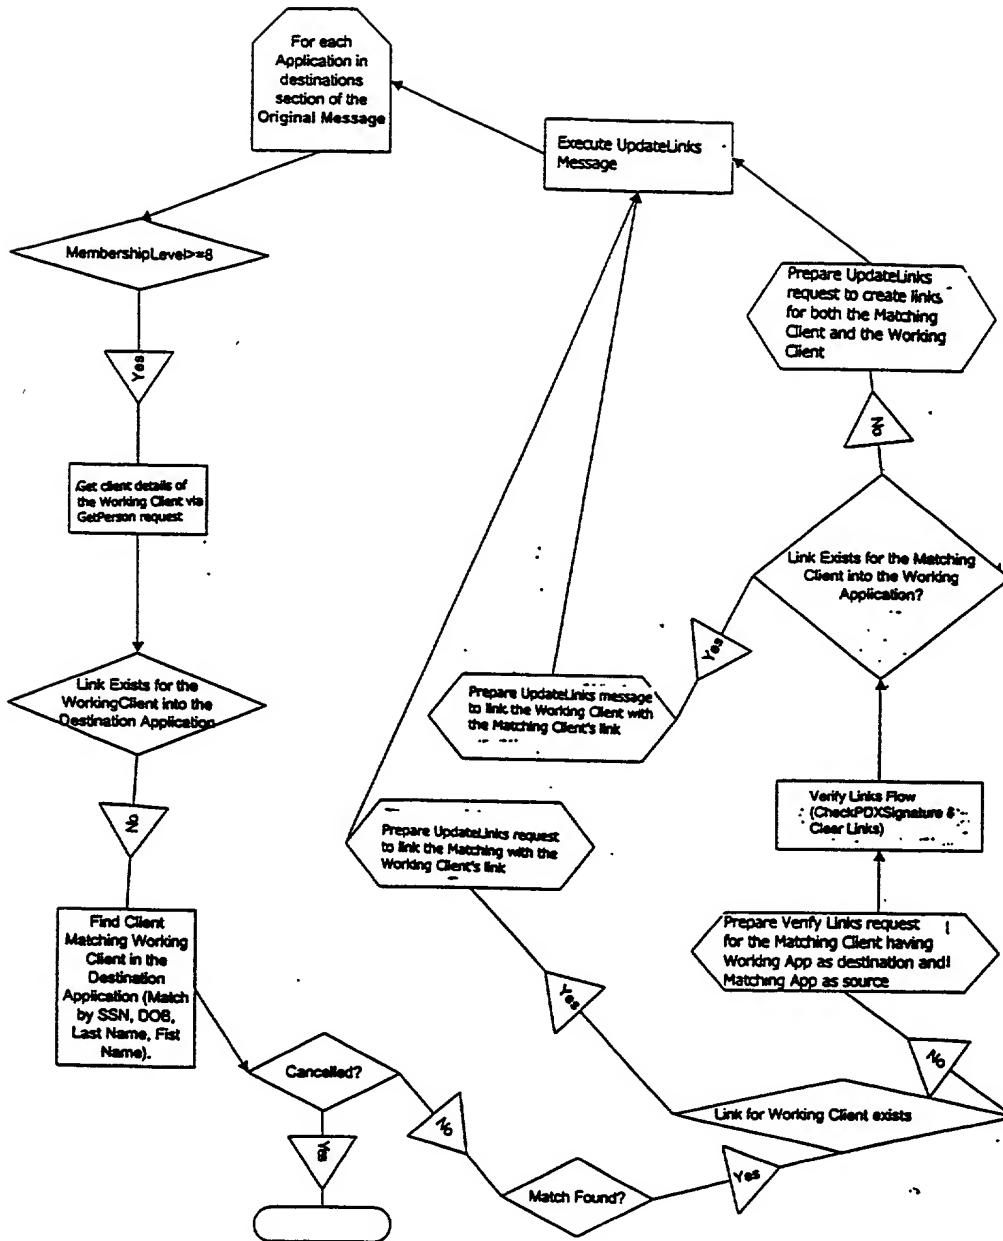 For each
Application in
destinations
section of the
Original Message
Execute UpdateLinks
Message
MembershipLevel>=8
Yes
Prepare UpdateLinks
request to create links
for both the Matching
Client and the Working
Client
No
Get client details of
the Working Client via
GetPerson request
Link Exists for the Matching
Client into the Working
Application?
Yes
Link Exists for the
WorkingClient into the
Destination Application
Prepare UpdateLinks message
to link the Working Client with
the Matching Client's link
No
Verify Links Flow
(CheckPDXSignature &
Clear Links)
Prepare UpdateLinks request
to link the Matching with the
Working Client's link
Find Client
Matching Working
Client in the
Destination
Application (Match
by SSN, DOB,
Last Name, Fist
Name).
Prepare Verify Links request
for the Matching Client having
Working App as destination and
Matching App as source
Yes
No
Cancelled?
Link for Working Client exists
No
Yes
Match Found?
Yes